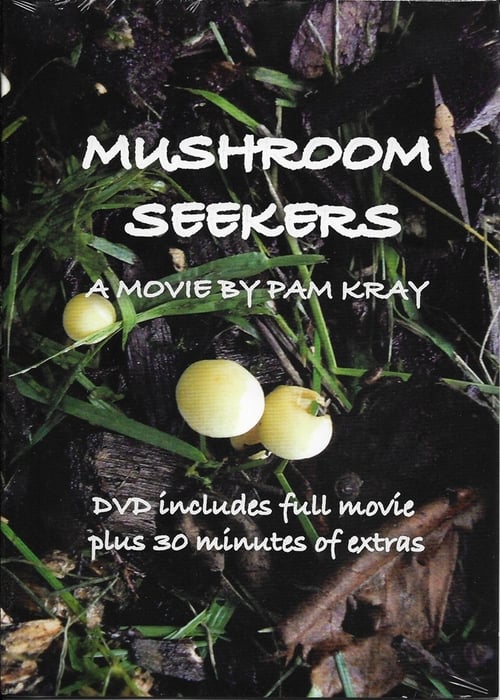 MUSHROOM
SEEKERS
A MOVIE BY PAM KRAY
DVD includes full movie
plus 30 minutes of extras